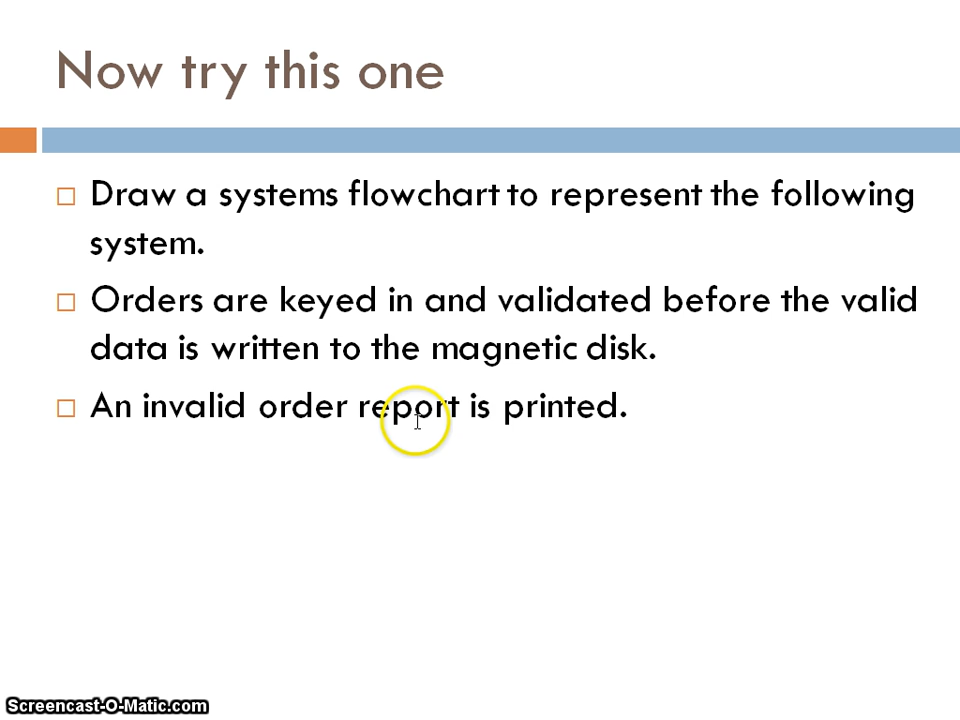 Now try this one
Draw a systems flowchart to represent the following
system.
Orders are keyed in and validated before the valid
data is written to the magnetic disk.
An invalid order report is printed.
Screencast-O-Matic.com